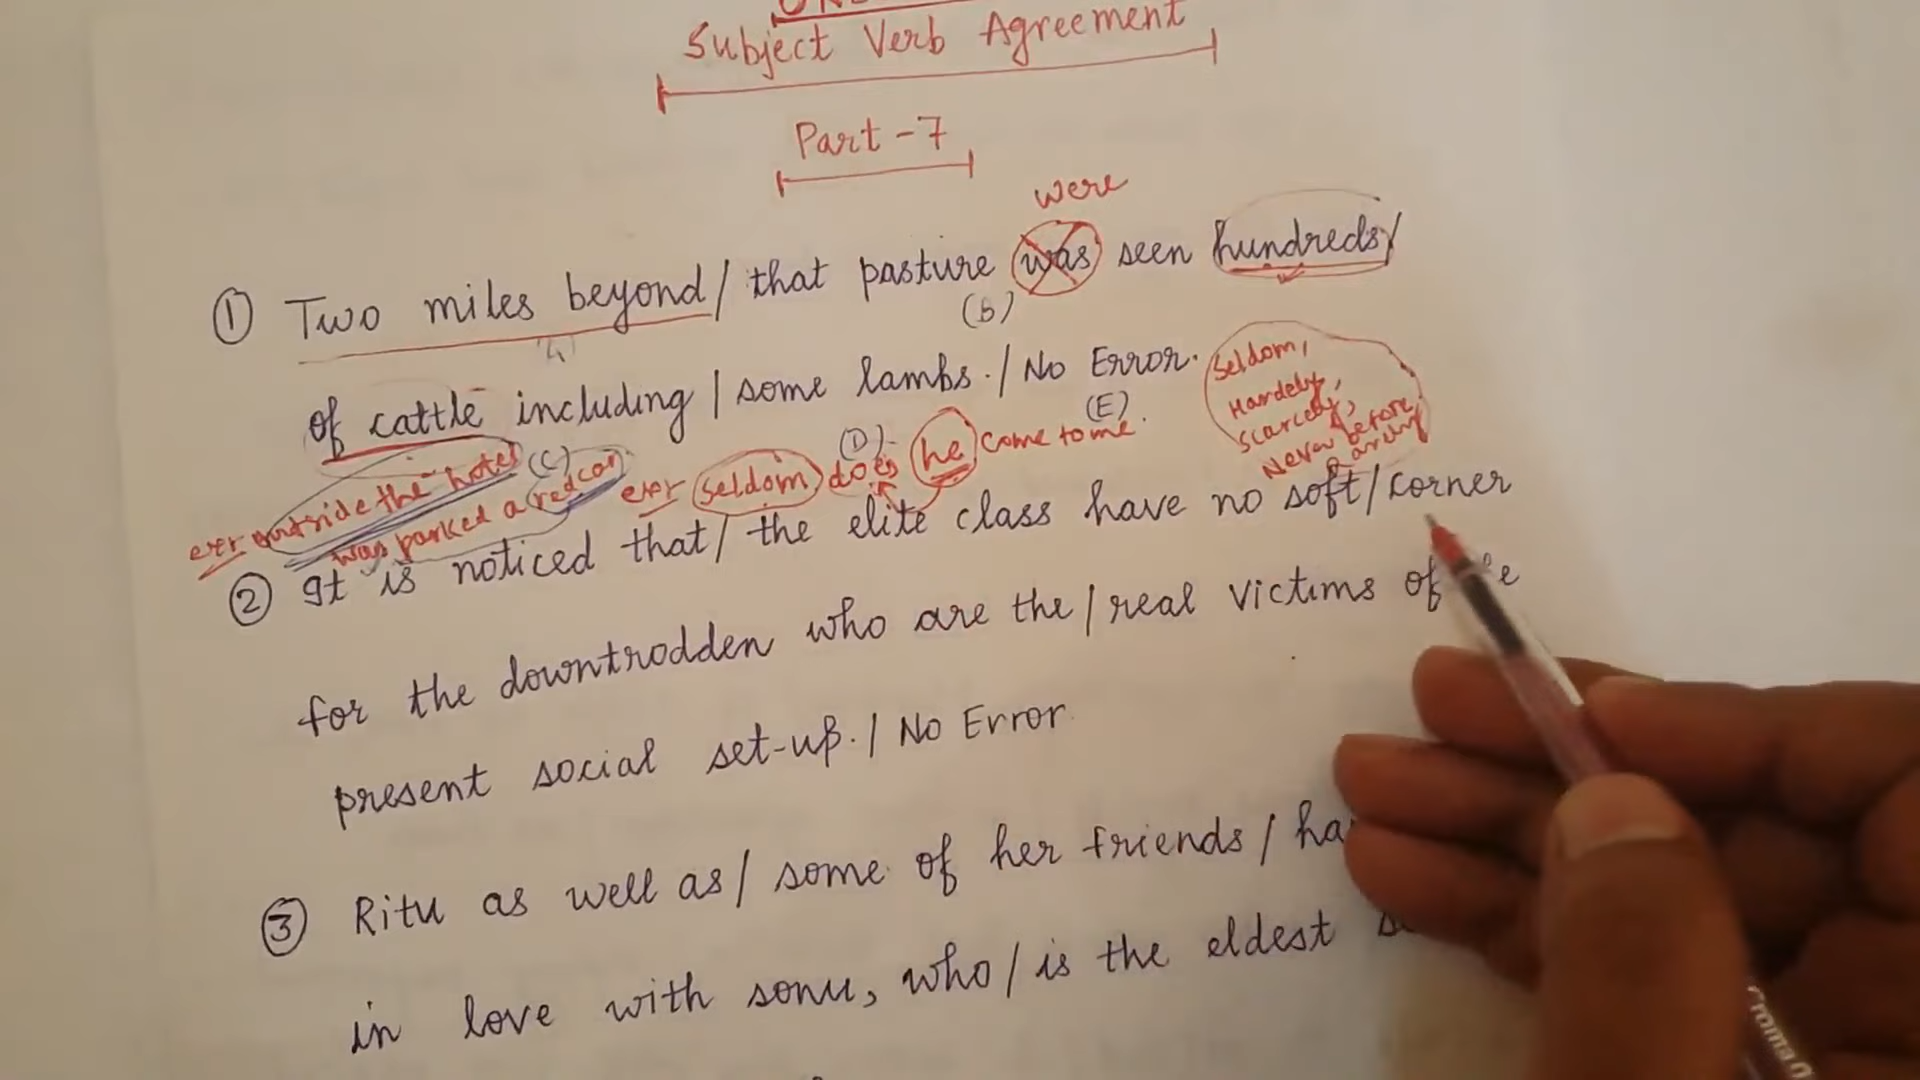 Subject Verb Agreement
Part-7
were
① Two miles beyond / that pasture was seen hundreds /
(B)
of cattle including / some lambs. / No Error.
(C) (D) (E)
Seldom,
Hardely,
scarcely,
Never before
ever outside the hotel
was parked a red car
ever seldom does he come to me.
② It is noticed that / the elite class have no soft / corner
for the downtrodden who are the / real victims of
present social set-up. / No Error
③ Ritu as well as / some of her friends /
in love with sonu, who / is the eldest